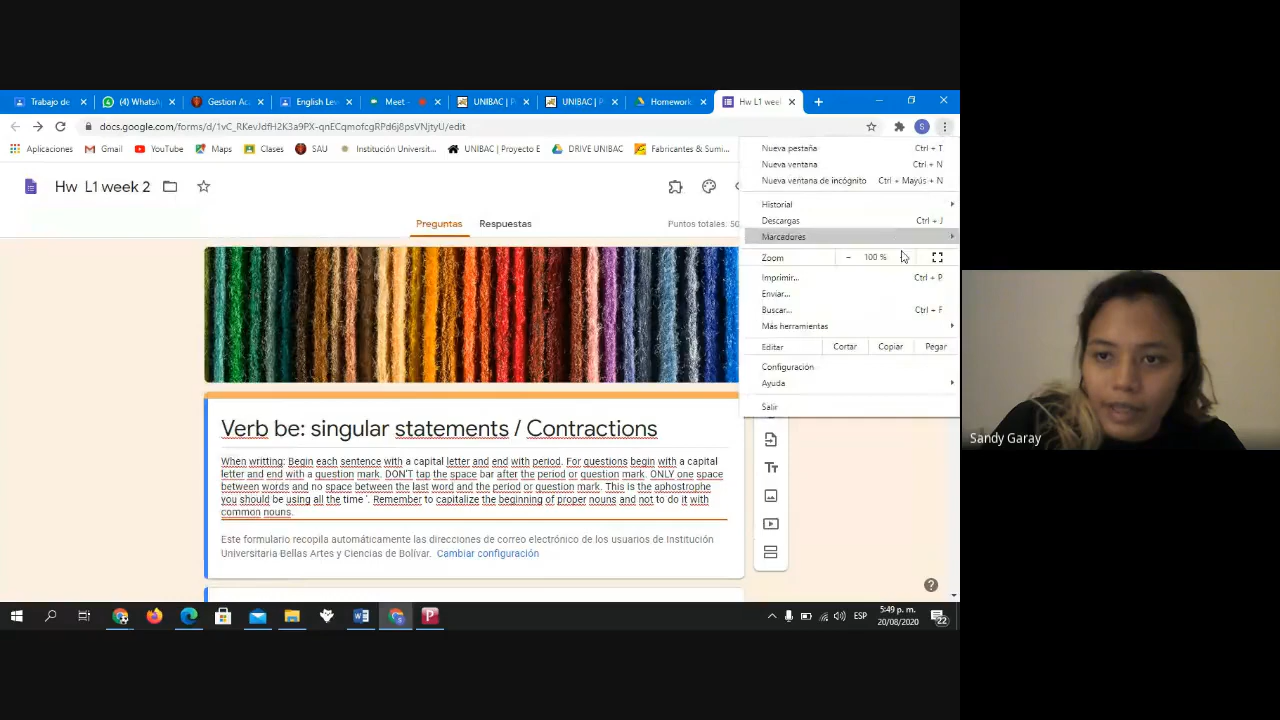 Trabajo de
(4) WhatsA
Gestion Ac
English Le
Meet -
UNIBAC | P
UNIBAC | P
Homework
Hw L1 week
docs.google.com/forms/d/1vC_RKevJdfH2K3a9PX-qnECqmofcgRPd6j8psVNjtyU/edit
Aplicaciones
Gmail
YouTube
Maps
Clases
SAU
Institución Universit...
UNIBAC | Proyecto E
DRIVE UNIBAC
Fabricantes & Sum...
Nueva pestaña Ctrl + T
Nueva ventana Ctrl + N
Nueva ventana de incógnito Ctrl + Mayús + N
Historial
Descargas Ctrl + J
Marcadores
Zoom − 100 %
Imprimir... Ctrl + P
Enviar...
Buscar... Ctrl + F
Más herramientas
Editar Cortar Copiar Pegar
Configuración
Ayuda
Salir
Hw L1 week 2
Preguntas
Respuestas
Puntos totales: 50
Verb be: singular statements / Contractions
When writting: Begin each sentence with a capital letter and end with period. For questions begin with a capital
letter and end with a question mark. DON'T tap the space bar after the period or question mark. ONLY one space
between words and no space between the last word and the period or question mark. This is the aphostrophe
you should be using all the time '. Remember to capitalize the beginning of proper nouns and not to do it with
common nouns.
Este formulario recopila automáticamente las direcciones de correo electrónico de los usuarios de Institución
Universitaria Bellas Artes y Ciencias de Bolívar. Cambiar configuración
Tт
Sandy Garay
ESP
5:49 p. m.
20/08/2020
22